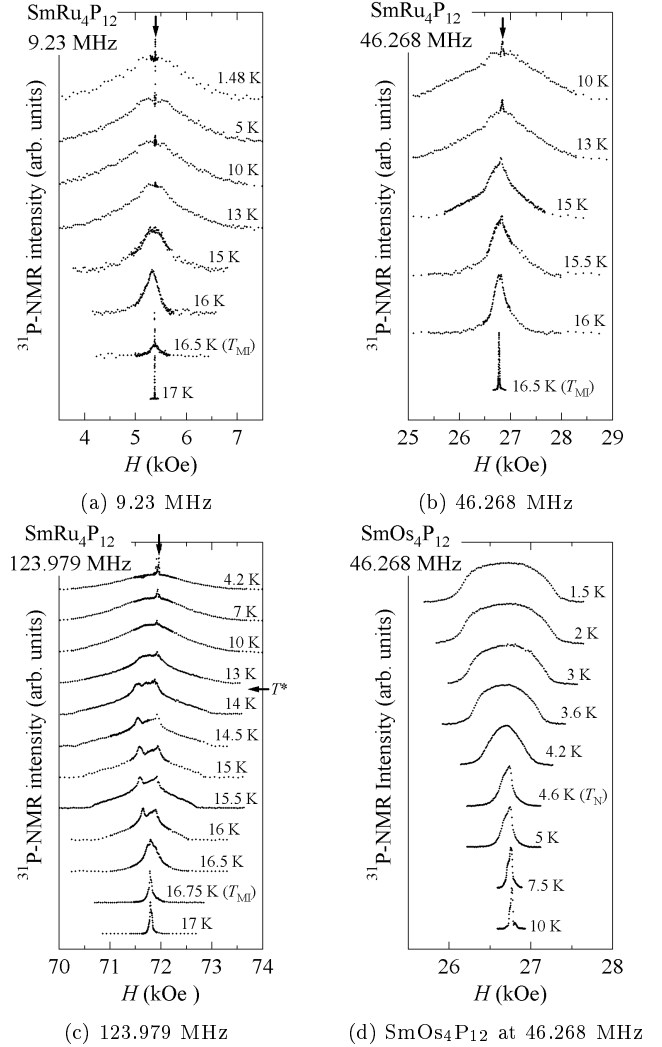 SmRu₄P₁₂
9.23 MHz
³¹P-NMR intensity (arb. units)
1.48 K
5 K
10 K
13 K
15 K
16 K
16.5 K (T_MI)
17 K
4 5 6 7
H (kOe)
(a) 9.23 MHz
SmRu₄P₁₂
46.268 MHz
³¹P-NMR intensity (arb. units)
10 K
13 K
15 K
15.5 K
16 K
16.5 K (T_MI)
25 26 27 28 29
H (kOe)
(b) 46.268 MHz
SmRu₄P₁₂
123.979 MHz
³¹P-NMR intensity (arb. units)
4.2 K
7 K
10 K
13 K
T*
14 K
14.5 K
15 K
15.5 K
16 K
16.5 K
16.75 K (T_MI)
17 K
70 71 72 73 74
H (kOe )
(c) 123.979 MHz
SmOs₄P₁₂
46.268 MHz
³¹P-NMR Intensity (arb. units)
1.5 K
2 K
3 K
3.6 K
4.2 K
4.6 K (T_N)
5 K
7.5 K
10 K
26 27 28
H (kOe)
(d) SmOs₄P₁₂ at 46.268 MHz